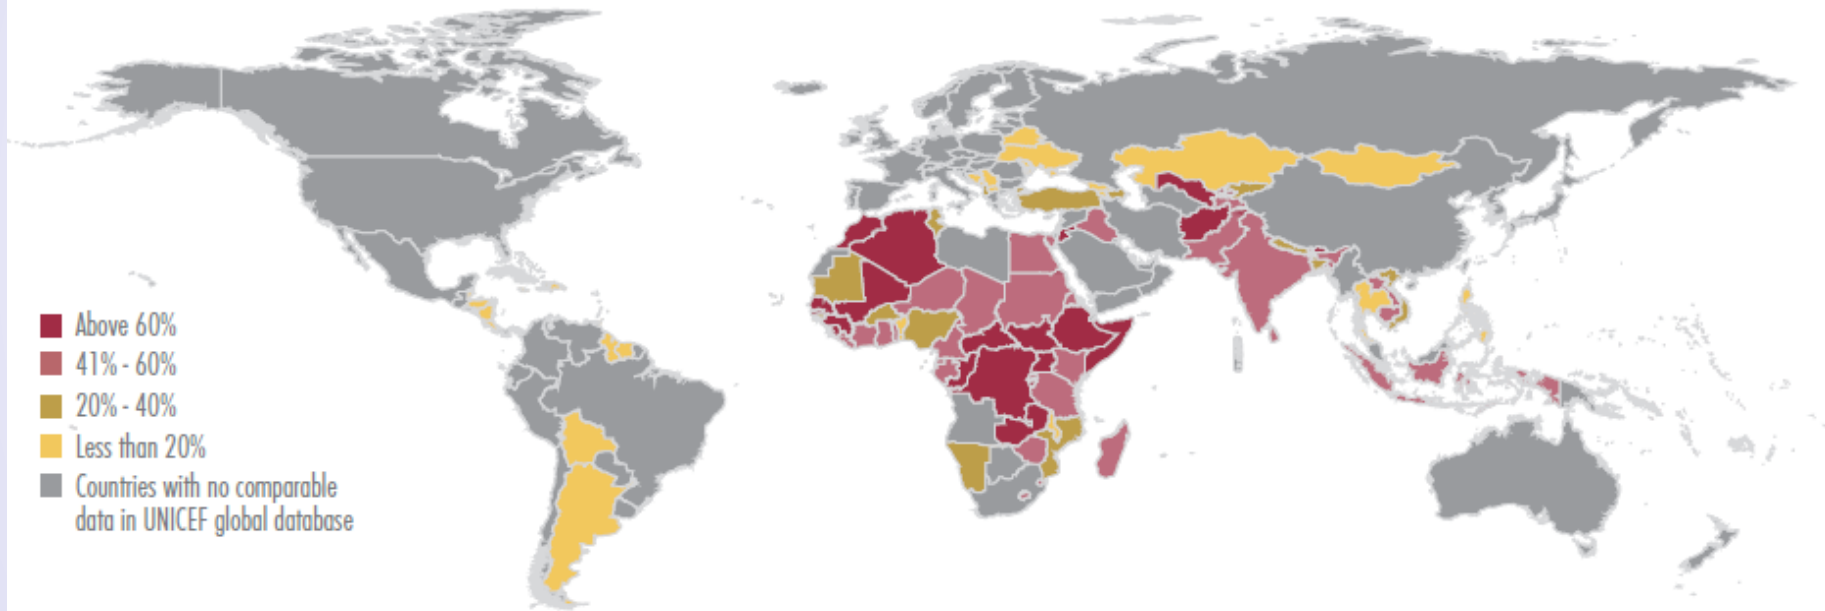 Above 60%
41% - 60%
20% - 40%
Less than 20%
Countries with no comparable
data in UNICEF global database